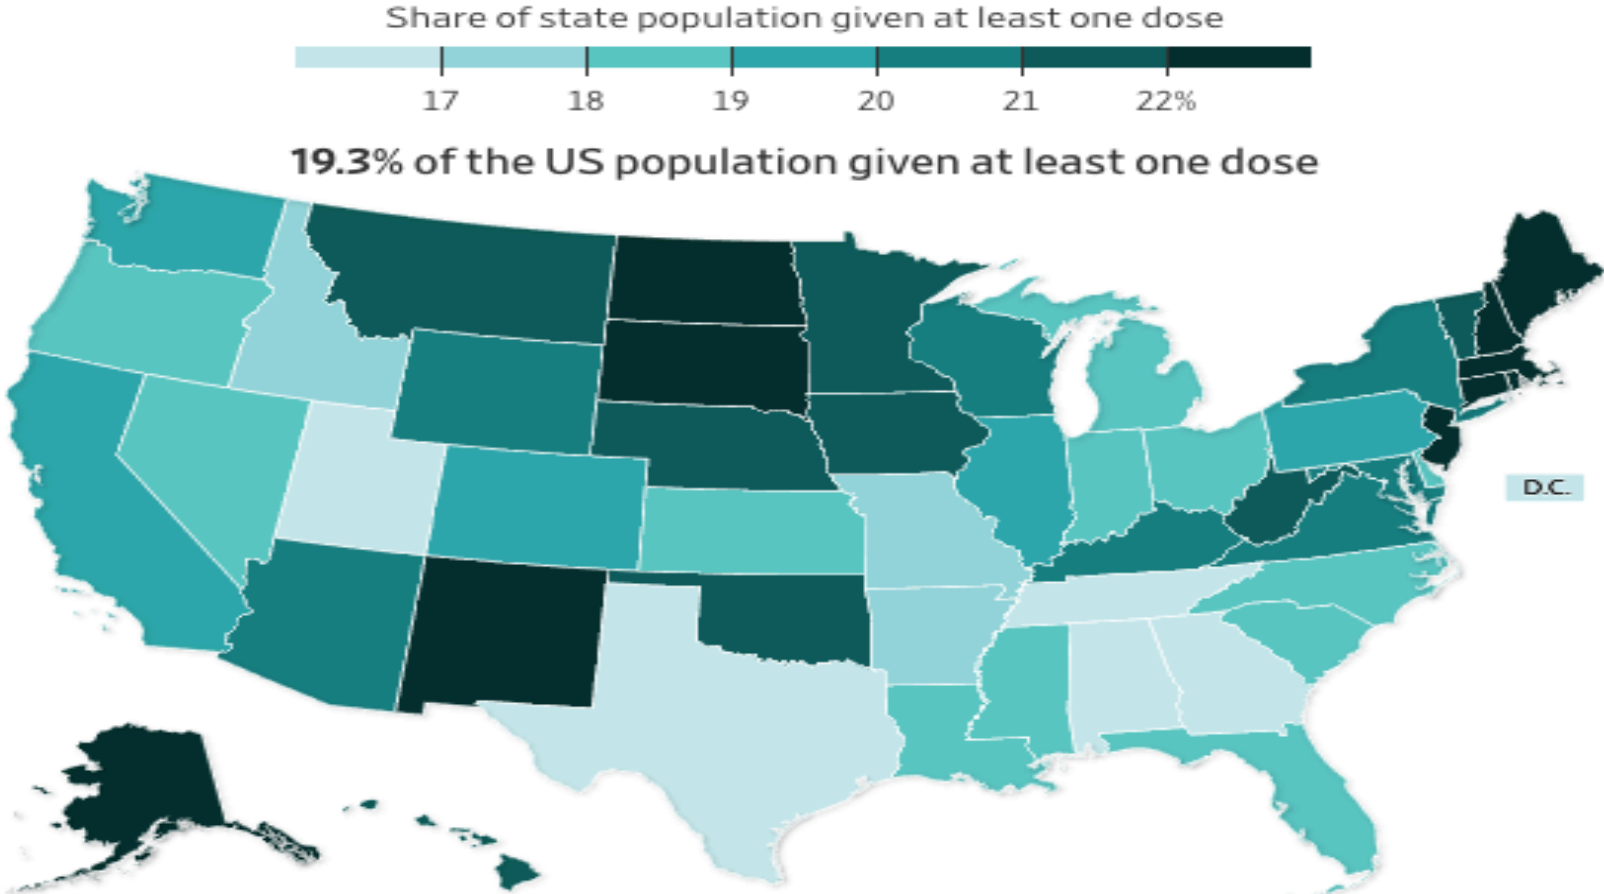 Share of state population given at least one dose
17 18 19 20 21 22%
19.3% of the US population given at least one dose
D.C.